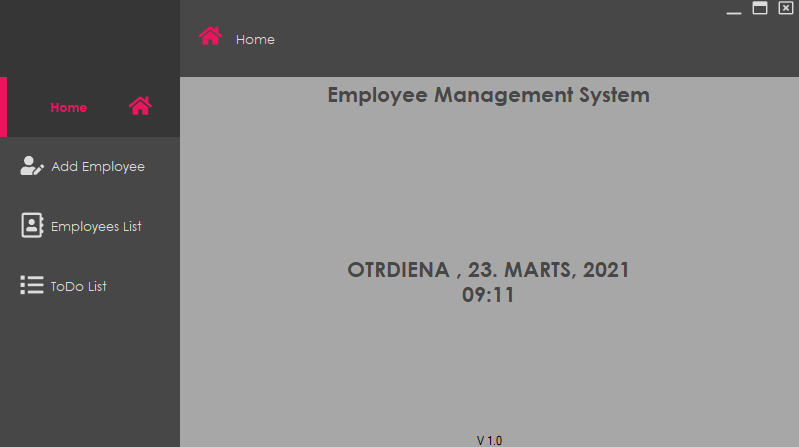 Home
Employee Management System
Home
Add Employee
Employees List
ToDo List
OTRDIENA , 23. MARTS, 2021
09:11
V 1.0